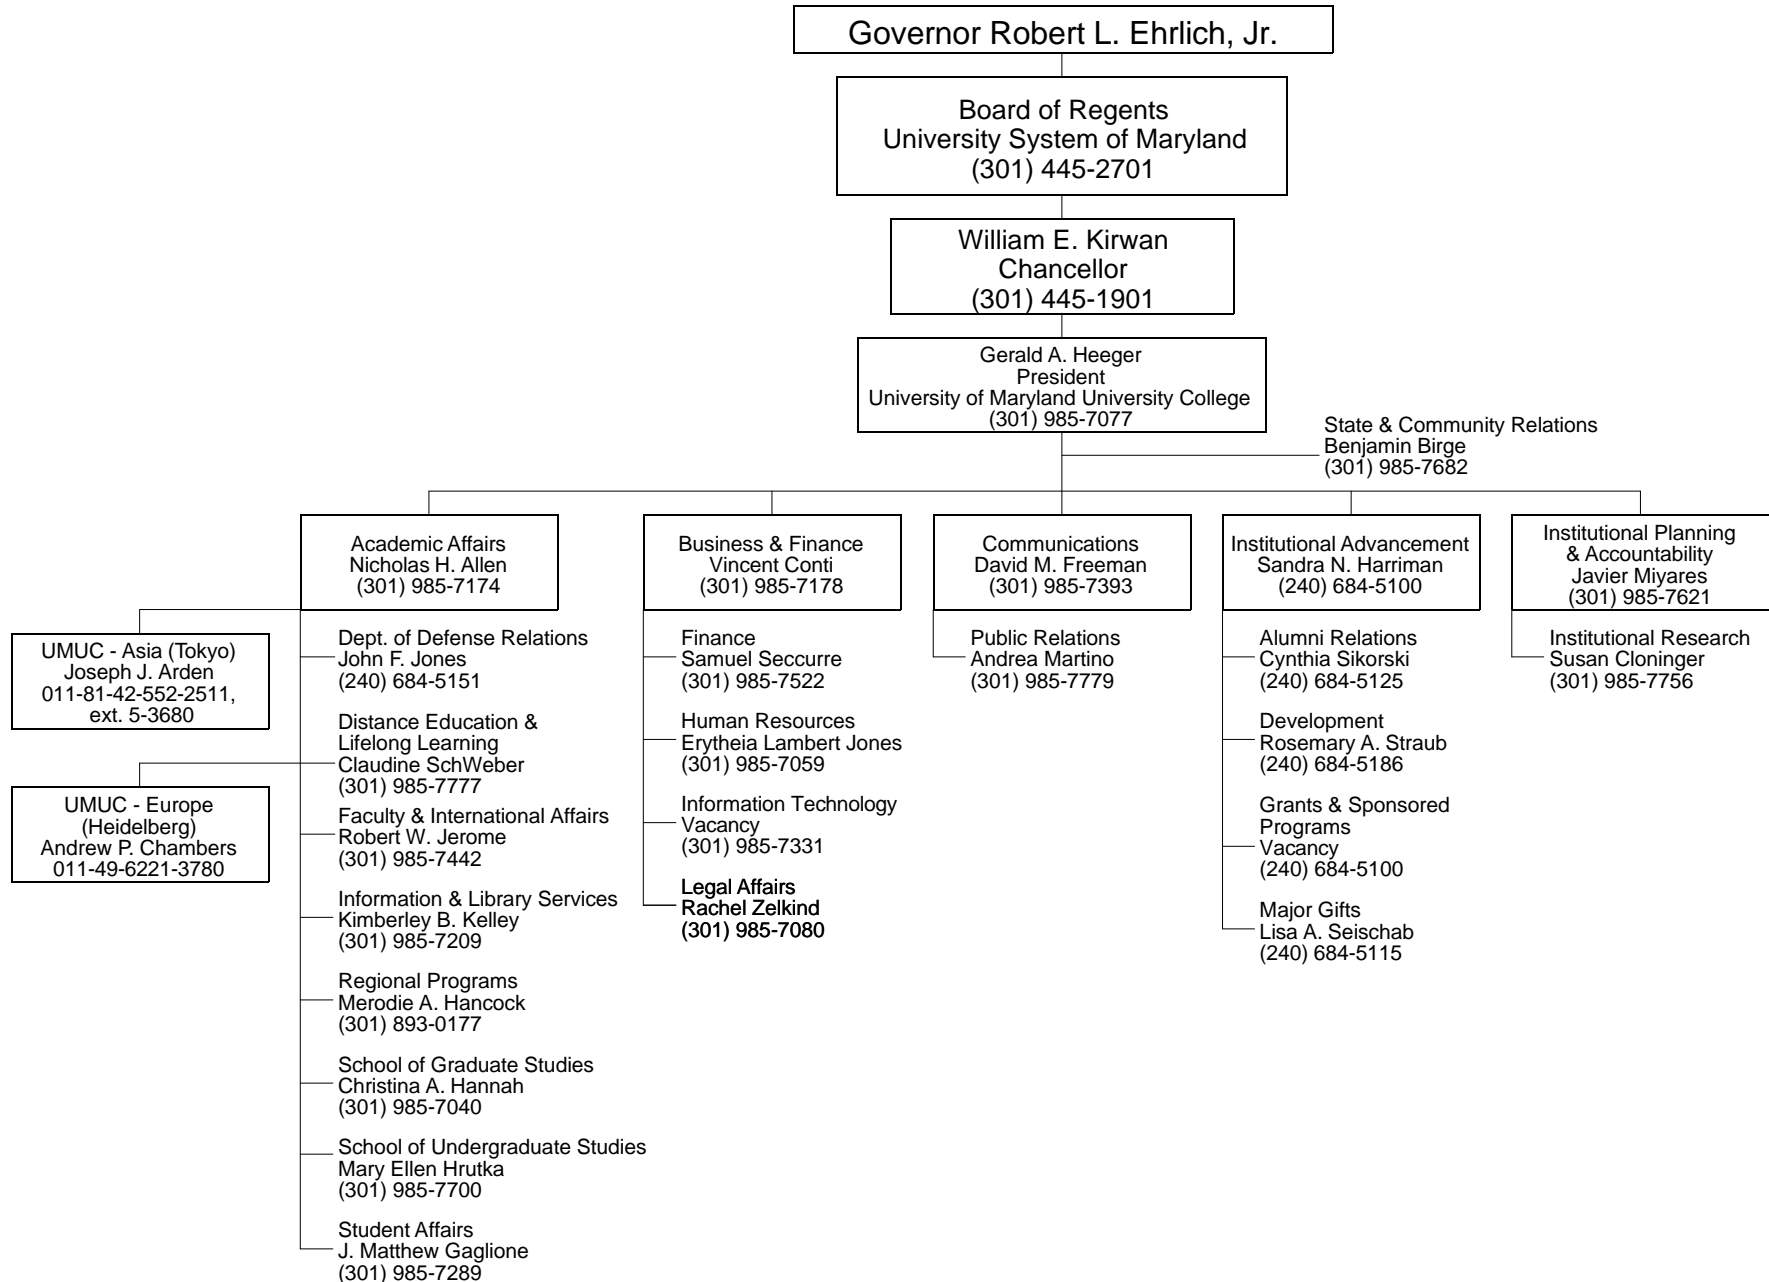 Governor Robert L. Ehrlich, Jr.
Board of Regents
University System of Maryland
(301) 445-2701
William E. Kirwan
Chancellor
(301) 445-1901
Gerald A. Heeger
President
University of Maryland University College
(301) 985-7077
State & Community Relations
Benjamin Birge
(301) 985-7682
Academic Affairs
Nicholas H. Allen
(301) 985-7174
UMUC - Asia (Tokyo)
Joseph J. Arden
011-81-42-552-2511,
ext. 5-3680
UMUC - Europe
(Heidelberg)
Andrew P. Chambers
011-49-6221-3780
Dept. of Defense Relations
John F. Jones
(240) 684-5151
Distance Education &
Lifelong Learning
Claudine SchWeber
(301) 985-7777
Faculty & International Affairs
Robert W. Jerome
(301) 985-7442
Information & Library Services
Kimberley B. Kelley
(301) 985-7209
Regional Programs
Merodie A. Hancock
(301) 893-0177
School of Graduate Studies
Christina A. Hannah
(301) 985-7040
School of Undergraduate Studies
Mary Ellen Hrutka
(301) 985-7700
Student Affairs
J. Matthew Gaglione
(301) 985-7289
Business & Finance
Vincent Conti
(301) 985-7178
Finance
Samuel Seccurre
(301) 985-7522
Human Resources
Erytheia Lambert Jones
(301) 985-7059
Information Technology
Vacancy
(301) 985-7331
Legal Affairs
Rachel Zelkind
(301) 985-7080
Communications
David M. Freeman
(301) 985-7393
Public Relations
Andrea Martino
(301) 985-7779
Institutional Advancement
Sandra N. Harriman
(240) 684-5100
Alumni Relations
Cynthia Sikorski
(240) 684-5125
Development
Rosemary A. Straub
(240) 684-5186
Grants & Sponsored
Programs
Vacancy
(240) 684-5100
Major Gifts
Lisa A. Seischab
(240) 684-5115
Institutional Planning
& Accountability
Javier Miyares
(301) 985-7621
Institutional Research
Susan Cloninger
(301) 985-7756